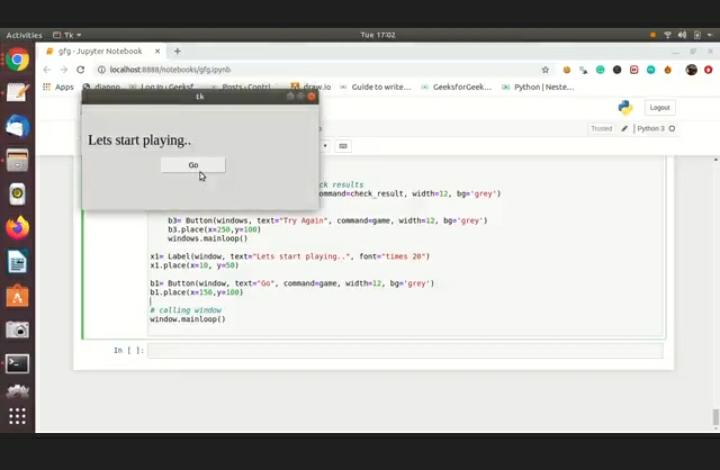 Activities Tk Tue 17:02
gfg - Jupyter Notebook
localhost:8888/notebooks/gfg.ipynb
Apps django Log In | Geeksf... Posts - Contrl... draw.io Guide to write... GeeksforGeek... Python | Neste...
tk
Logout
Trusted Python 3
Lets start playing..
Go
ck results
ommand=check_result, width=12, bg='grey')
b3= Button(windows, text="Try Again", command=game, width=12, bg='grey')
b3.place(x=250,y=100)
windows.mainloop()
x1= Label(window, text="Lets start playing..", font="times 20")
x1.place(x=10, y=50)
b1= Button(window, text="Go", command=game, width=12, bg='grey')
b1.place(x=150,y=100)
# calling window
window.mainloop()
In [ ]: